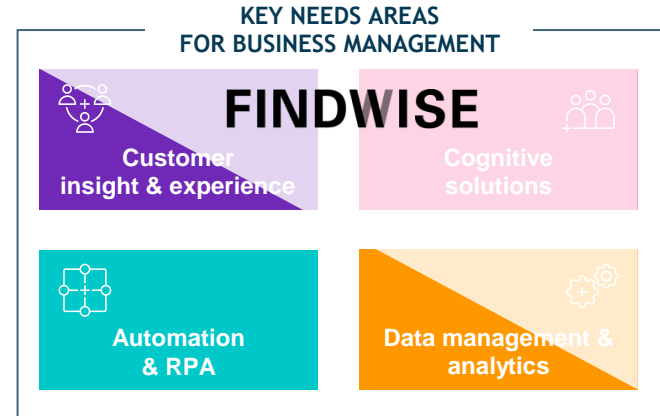 KEY NEEDS AREAS
FOR BUSINESS MANAGEMENT
FINDWISE
Customer
insight & experience
Cognitive
solutions
Automation
& RPA
Data management &
analytics